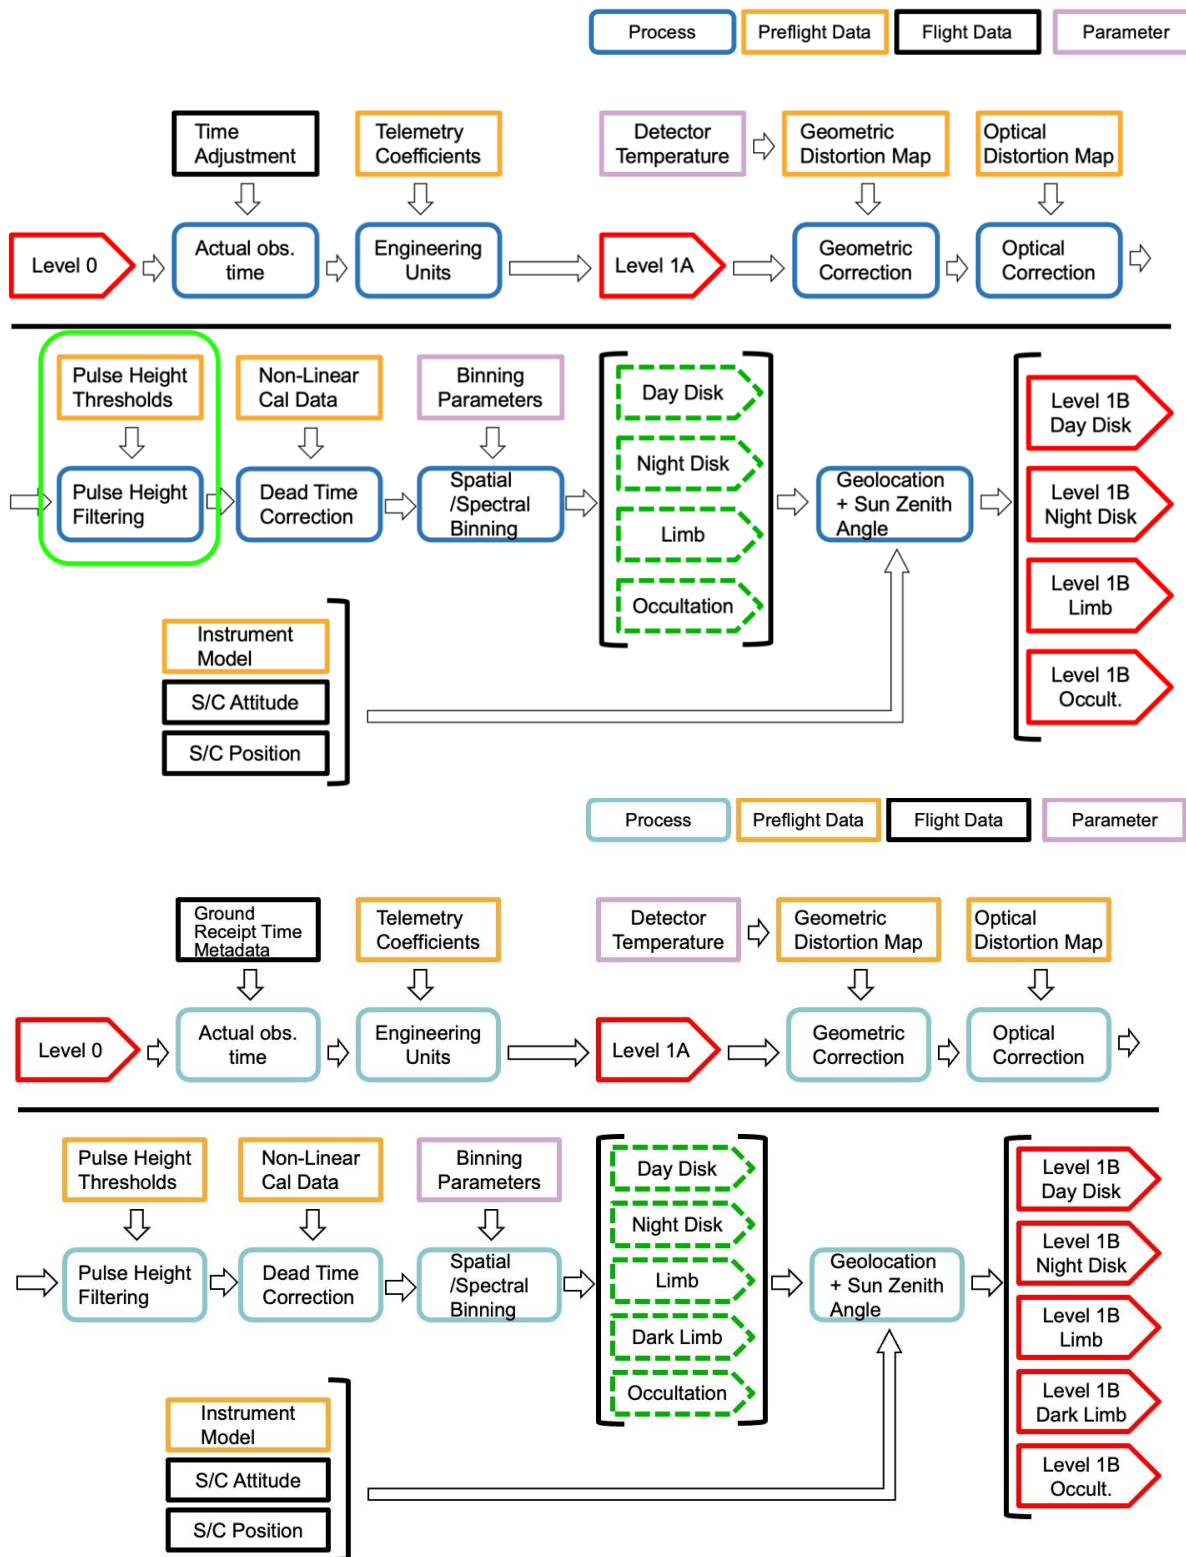 Process
Preflight Data
Flight Data
Parameter
Time
Adjustment
Telemetry
Coefficients
Detector
Temperature
Geometric
Distortion Map
Optical
Distortion Map
Level 0
Actual obs.
time
Engineering
Units
Level 1A
Geometric
Correction
Optical
Correction
Pulse Height
Thresholds
Non-Linear
Cal Data
Binning
Parameters
Pulse Height
Filtering
Dead Time
Correction
Spatial
/Spectral
Binning
Day Disk
Night Disk
Limb
Occultation
Geolocation
+ Sun Zenith
Angle
Level 1B
Day Disk
Level 1B
Night Disk
Level 1B
Limb
Level 1B
Occult.
Instrument
Model
S/C Attitude
S/C Position
Process
Preflight Data
Flight Data
Parameter
Ground
Receipt Time
Metadata
Telemetry
Coefficients
Detector
Temperature
Geometric
Distortion Map
Optical
Distortion Map
Level 0
Actual obs.
time
Engineering
Units
Level 1A
Geometric
Correction
Optical
Correction
Pulse Height
Thresholds
Non-Linear
Cal Data
Binning
Parameters
Pulse Height
Filtering
Dead Time
Correction
Spatial
/Spectral
Binning
Day Disk
Night Disk
Limb
Dark Limb
Occultation
Geolocation
+ Sun Zenith
Angle
Level 1B
Day Disk
Level 1B
Night Disk
Level 1B
Limb
Level 1B
Dark Limb
Level 1B
Occult.
Instrument
Model
S/C Attitude
S/C Position